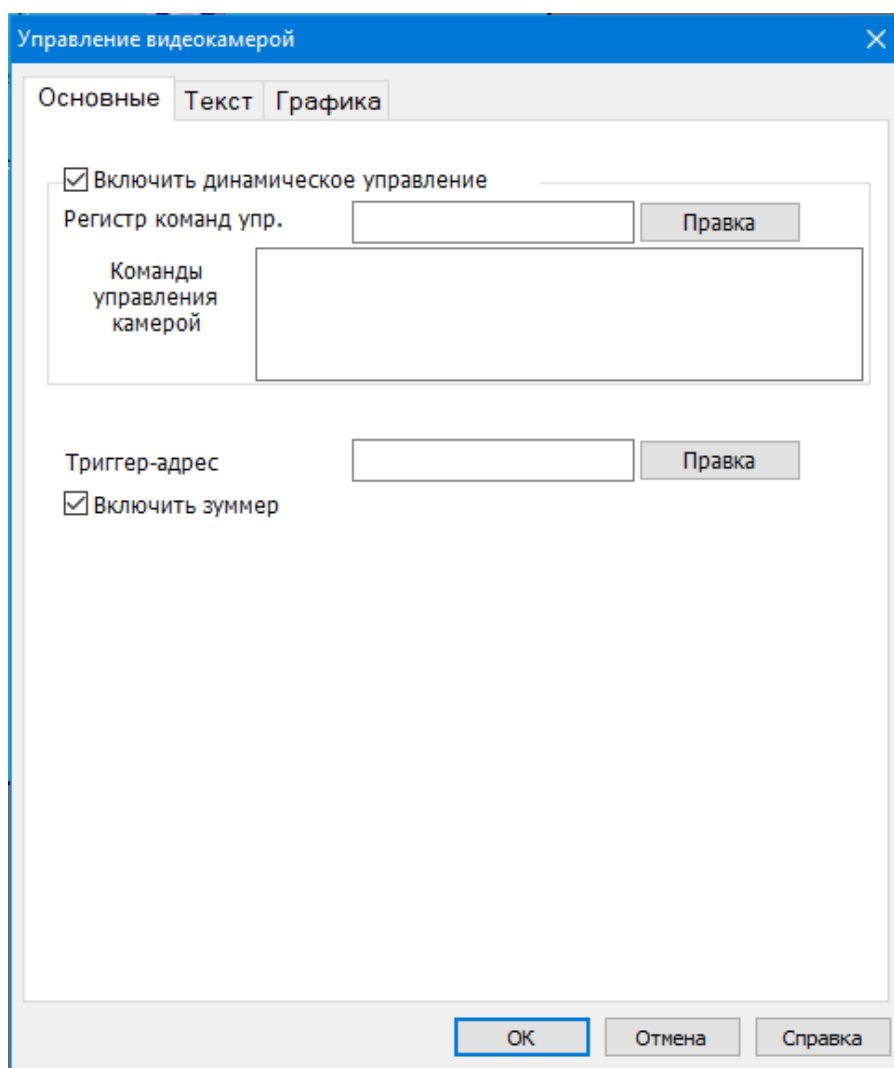 Управление видеокамерой
Основные Текст Графика
Включить динамическое управление
Регистр команд упр. Правка
Команды
управления
камерой
Триггер-адрес Правка
Включить зуммер
OK Отмена Справка